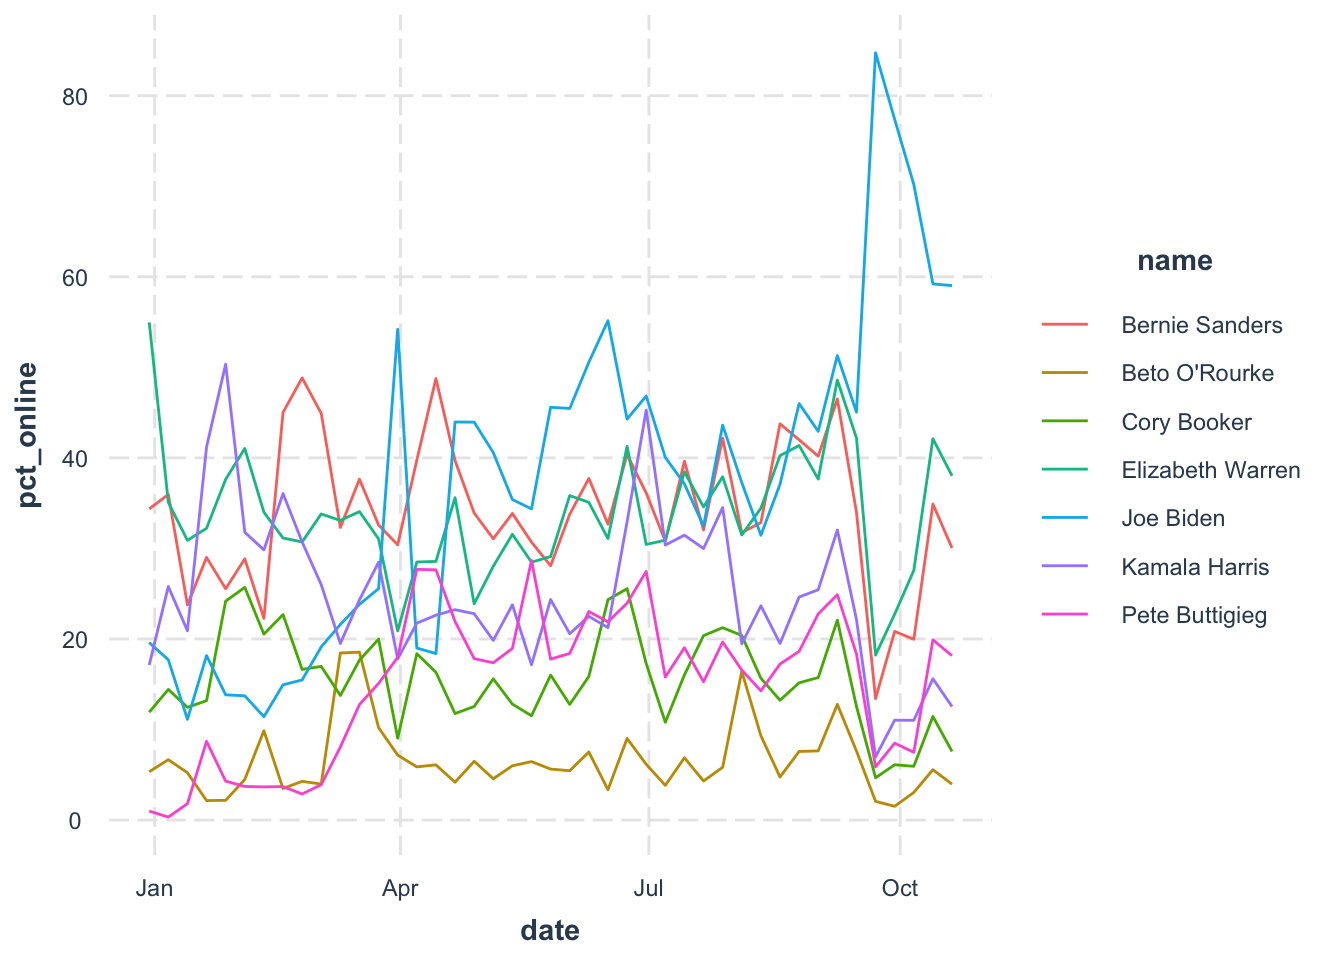 80
60
40
20
0
pct_online
Jan
Apr
Jul
Oct
date
name
Bernie Sanders
Beto O'Rourke
Cory Booker
Elizabeth Warren
Joe Biden
Kamala Harris
Pete Buttigieg